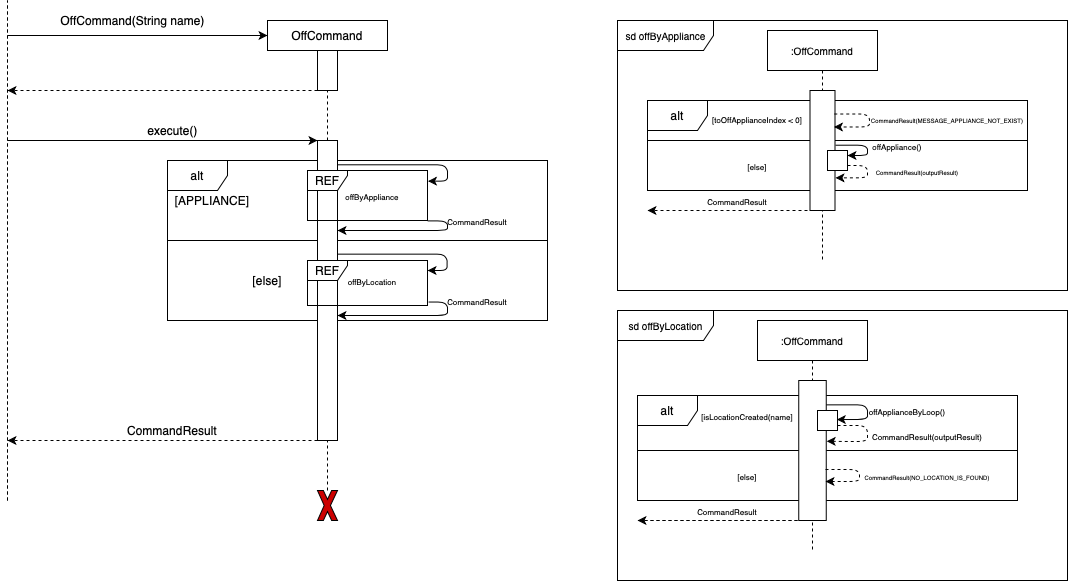 OffCommand(String name)
OffCommand
execute()
alt
[APPLIANCE]
REF
offByAppliance
CommandResult
[else]
REF
offByLocation
CommandResult
CommandResult
X
sd offByAppliance
:OffCommand
alt
[toOffApplianceIndex < 0]
CommandResult(MESSAGE_APPLIANCE_NOT_EXIST)
offAppliance()
[else]
CommandResult(outputResult)
CommandResult
sd offByLocation
:OffCommand
alt
[isLocationCreated(name]
offApplianceByLoop()
CommandResult(outputResult)
[else]
CommandResult(NO_LOCATION_IS_FOUND)
CommandResult